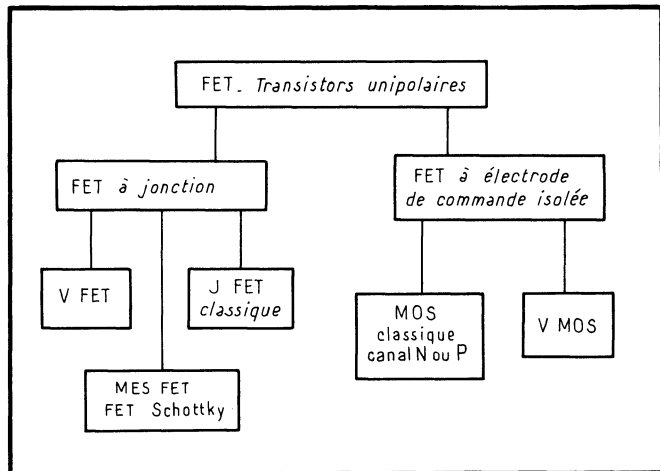 FET_ Transistors unipolaires
FET à jonction
FET à électrode
de commande isolée
V FET
J FET
classique
MES FET
FET Schottky
MOS
classique
canal N ou P
V MOS